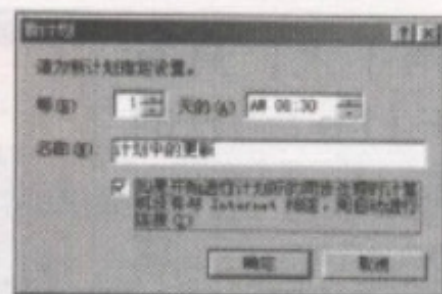 新计划
请为新计划指定设置。
每(E) 1 天的(A) AM 08:30
名称(N) 计划中的更新
如果开始进行计划好的同步处理时计算
机没有与 Internet 相连，则自动进行
连接(C)
确定 取消